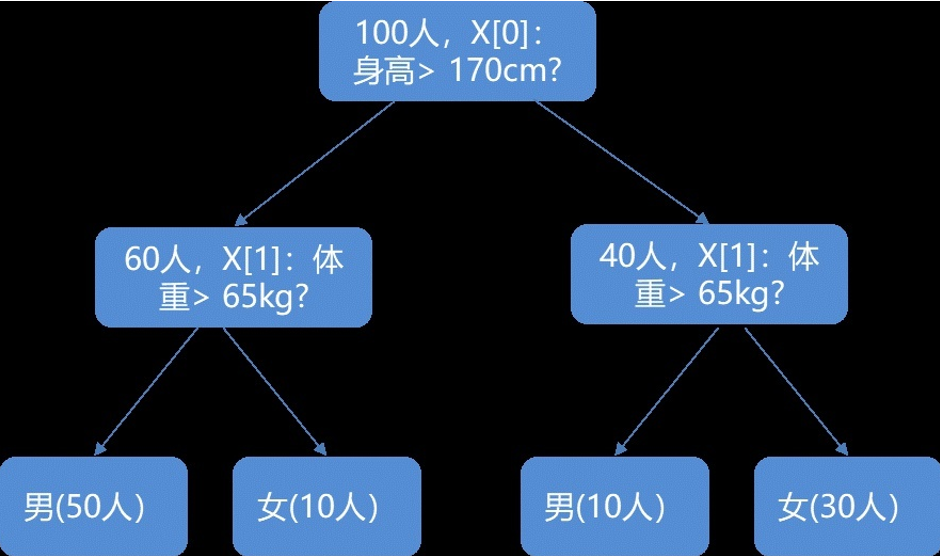 100人，X[0]：
身高> 170cm?
60人，X[1]：体
重> 65kg?
40人，X[1]：体
重> 65kg?
男(50人)
女(10人)
男(10人)
女(30人)